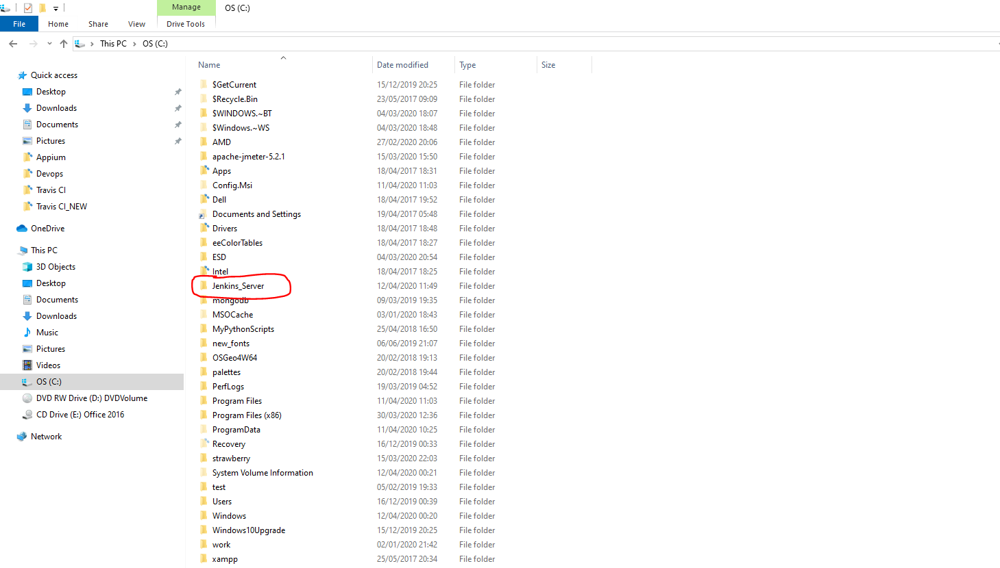 Manage
OS (C:)
File
Home
Share
View
Drive Tools
This PC
OS (C:)
Name
Date modified
Type
Size
Quick access
Desktop
Downloads
Documents
Pictures
Appium
Devops
Travis CI
Travis CI_NEW
OneDrive
This PC
3D Objects
Desktop
Documents
Downloads
Music
Pictures
Videos
OS (C:)
DVD RW Drive (D:) DVDVolume
CD Drive (E:) Office 2016
Network
$GetCurrent 15/12/2019 20:25 File folder
$Recycle.Bin 23/05/2017 09:09 File folder
$WINDOWS.~BT 04/03/2020 18:07 File folder
$Windows.~WS 04/03/2020 18:48 File folder
AMD 27/02/2020 20:06 File folder
apache-jmeter-5.2.1 15/03/2020 15:50 File folder
Apps 18/04/2017 18:31 File folder
Config.Msi 11/04/2020 11:03 File folder
Dell 18/04/2017 19:52 File folder
Documents and Settings 19/04/2017 05:48 File folder
Drivers 18/04/2017 18:48 File folder
eeColorTables 18/04/2017 18:27 File folder
ESD 04/03/2020 20:54 File folder
Intel 18/04/2017 18:25 File folder
Jenkins_Server 12/04/2020 11:49 File folder
mongodb 09/03/2019 19:35 File folder
MSOCache 03/01/2020 18:43 File folder
MyPythonScripts 25/04/2018 16:50 File folder
new_fonts 06/06/2019 21:07 File folder
OSGeo4W64 20/02/2018 19:13 File folder
palettes 20/02/2018 19:44 File folder
PerfLogs 19/03/2019 04:52 File folder
Program Files 11/04/2020 11:03 File folder
Program Files (x86) 30/03/2020 12:36 File folder
ProgramData 11/04/2020 10:25 File folder
Recovery 16/12/2019 00:33 File folder
strawberry 15/03/2020 22:03 File folder
System Volume Information 12/04/2020 00:21 File folder
test 05/02/2019 19:33 File folder
Users 16/12/2019 00:39 File folder
Windows 12/04/2020 00:20 File folder
Windows10Upgrade 15/12/2019 20:25 File folder
work 02/01/2020 21:42 File folder
xampp 25/05/2017 20:34 File folder